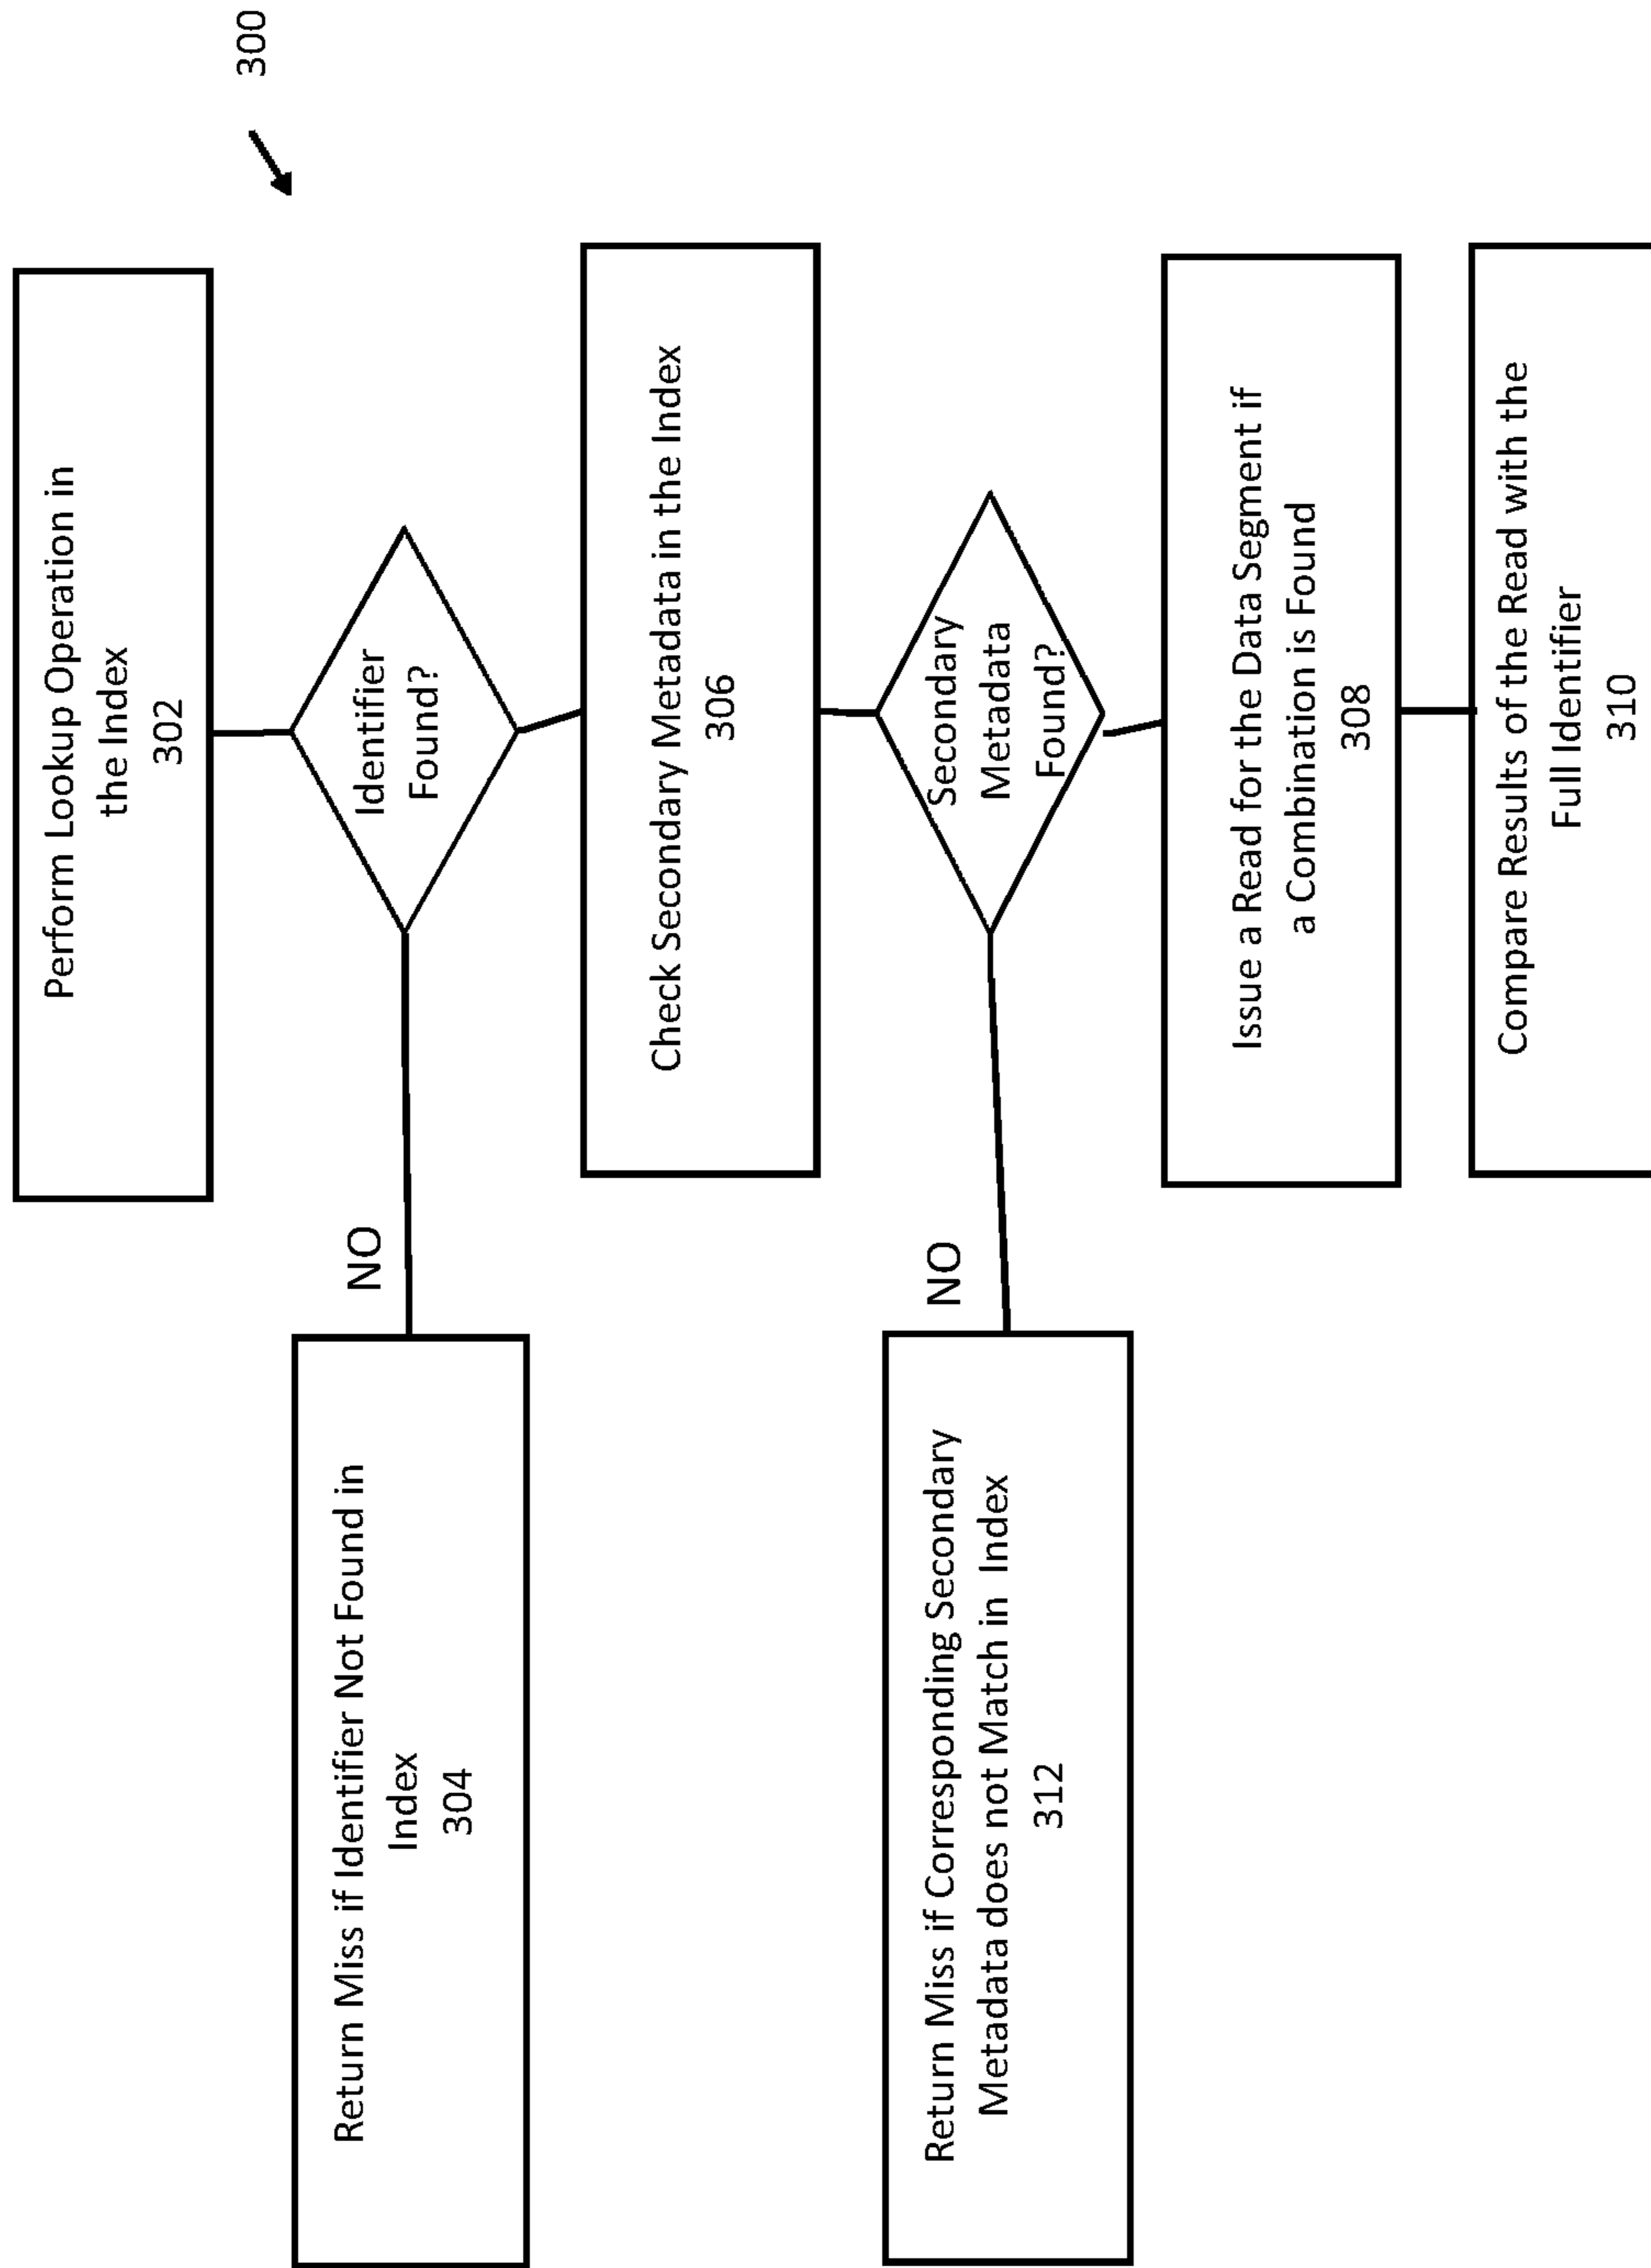 300
Perform Lookup Operation in
the Index
302
Identifier
Found?
NO
Return Miss if Identifier Not Found in
Index
304
Check Secondary Metadata in the Index
306
Secondary
Metadata
Found?
NO
Return Miss if Corresponding Secondary
Metadata does not Match in Index
312
Issue a Read for the Data Segment if
a Combination is Found
308
Compare Results of the Read with the
Full Identifier
310